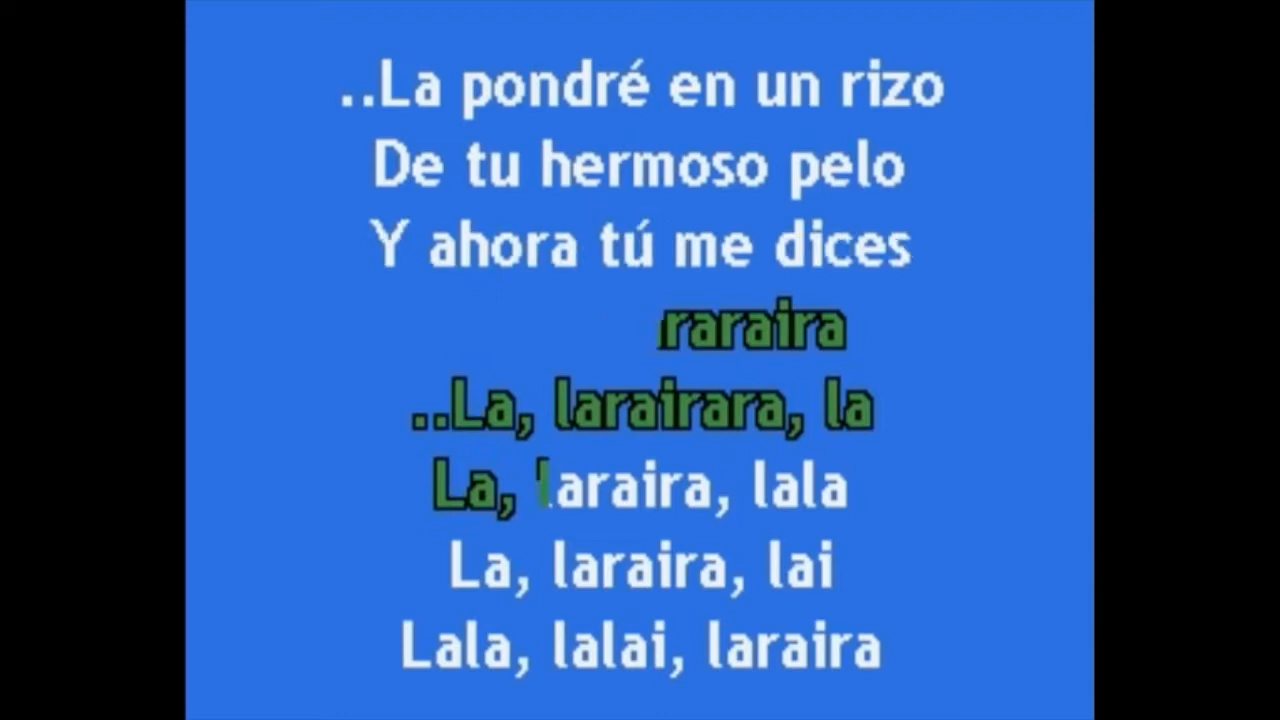 ..La pondré en un rizo
De tu hermoso pelo
Y ahora tú me dices
raraira
..La, larairara, la
La, laraira, lala
La, laraira, lai
Lala, lalai, laraira